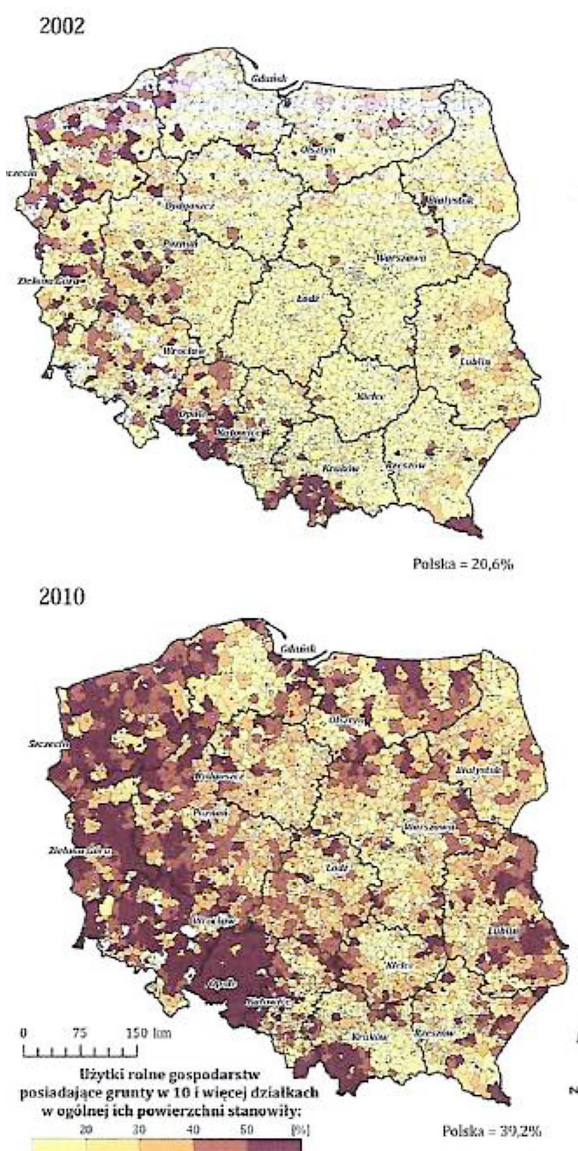 2002
Gdańsk
Olsztyn
Szczecin
Białystok
Bydgoszcz
Poznań
Warszawa
Zielona Góra
Łódź
Wrocław
Lublin
Kielce
Opole
Katowice
Kraków
Rzeszów
Polska = 20,6%
2010
Gdańsk
Olsztyn
Szczecin
Bydgoszcz
Białystok
Poznań
Warszawa
Zielona Góra
Łódź
Wrocław
Lublin
Kielce
Opole
Katowice
Kraków
Rzeszów
0 75 150 km
Użytki rolne gospodarstw
posiadające grunty w 10 i więcej działkach
w ogólnej ich powierzchni stanowiły:
20 30 40 50 [%]
Polska = 39,2%
2